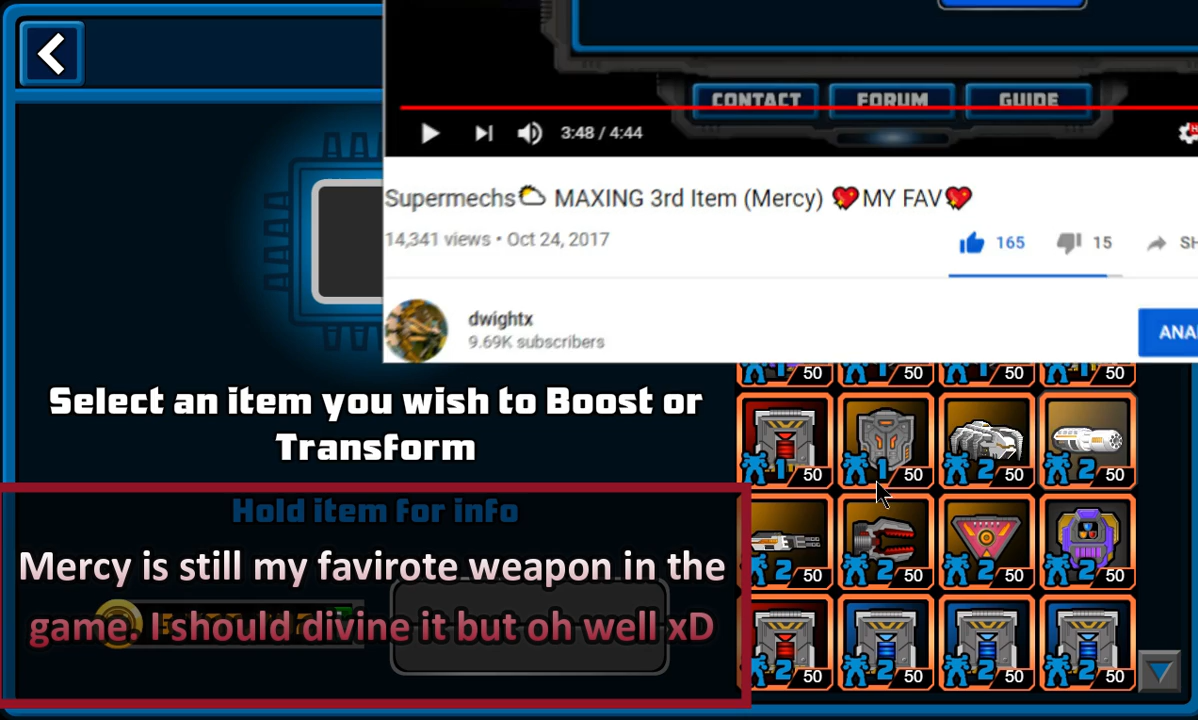 CONTACT FORUM GUIDE
3:48 / 4:44
Supermechs MAXING 3rd Item (Mercy) MY FAV
14,341 views • Oct 24, 2017
165 15
dwightx
9.69K subscribers
Select an item you wish to Boost or
Transform
Hold item for info
Mercy is still my favirote weapon in the
game. I should divine it but oh well xD
50 50 50 50
1 50 1 50 2 50 2 50
2 50 2 50 2 50 2 50
2 50 2 50 2 50 2 50